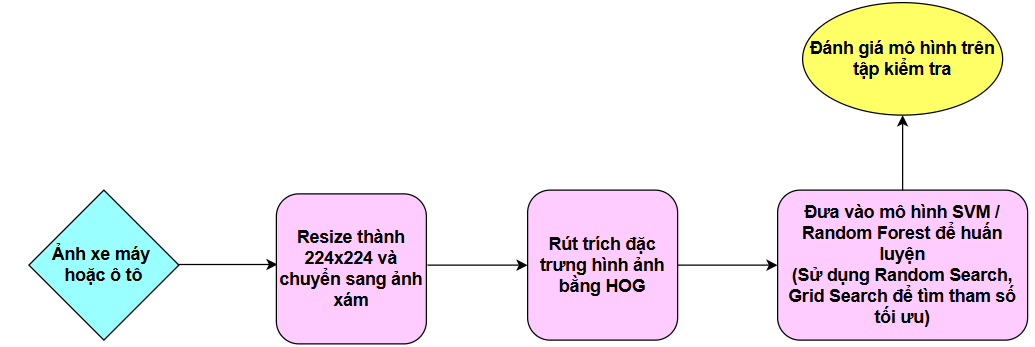 Ảnh xe máy
hoặc ô tô
Resize thành
224x224 và
chuyển sang ảnh
xám
Rút trích đặc
trưng hình ảnh
bằng HOG
Đưa vào mô hình SVM /
Random Forest để huấn
luyện
(Sử dụng Random Search,
Grid Search để tìm tham số
tối ưu)
Đánh giá mô hình trên
tập kiểm tra